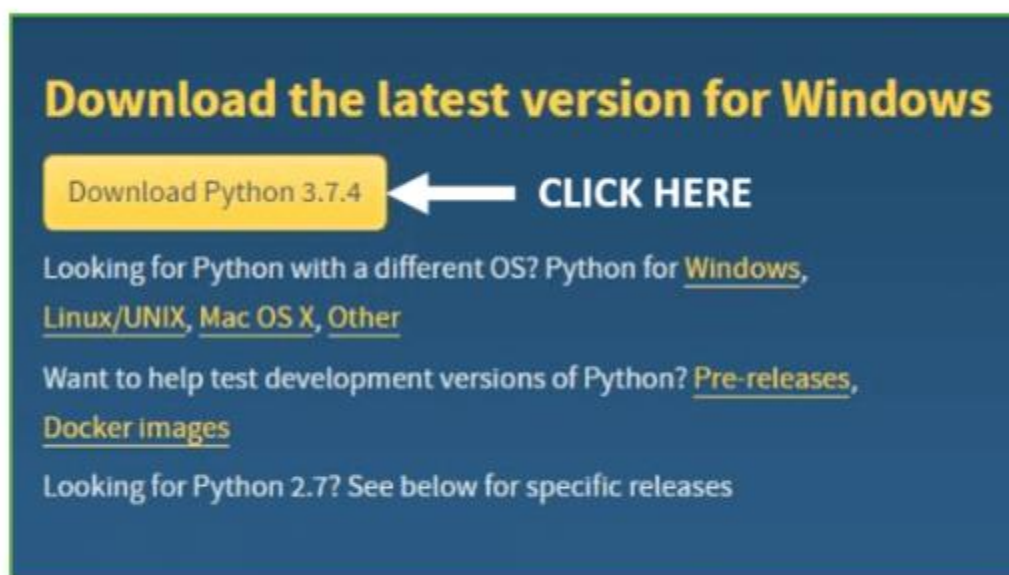 Download the latest version for Windows
Download Python 3.7.4 CLICK HERE
Looking for Python with a different OS? Python for Windows,
Linux/UNIX, Mac OS X, Other
Want to help test development versions of Python? Pre-releases,
Docker images
Looking for Python 2.7? See below for specific releases